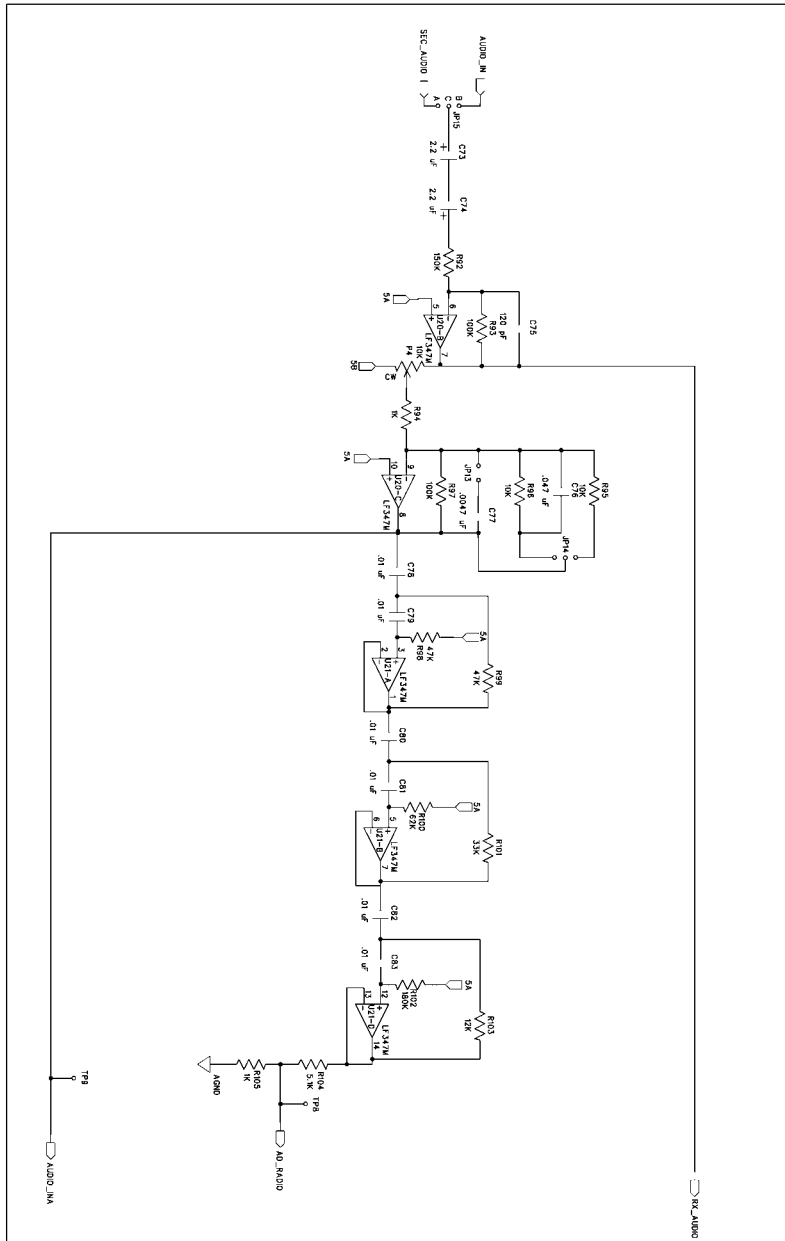 AUDIO_IN
SEC_AUDIO I
A
C
B
JP15
C73
2.2 uF
C74
2.2 uF
R92
150K
5A
5
6
7
U20-B
LF347M
R93
100K
120 pF
C75
P4
10K
CW
5B
R94
1K
5A
10
9
8
U20-C
LF347M
R97
100K
JP13
.0047 uF
C77
R96
10K
.047 uF
C76
R95
10K
JP14
C78
.01 uF
C79
.01 uF
R98
47K
5A
3
2
1
U21-A
LF347M
R99
47K
C80
.01 uF
C81
.01 uF
R100
62K
5A
5
6
7
U21-B
LF347M
R101
33K
C82
.01 uF
C83
.01 uF
R102
180K
5A
12
13
14
U21-D
LF347M
R103
12K
R104
5.1K
R105
1K
AGND
TP8
AD_RADIO
TP9
AUDIO_INA
RX_AUDIO